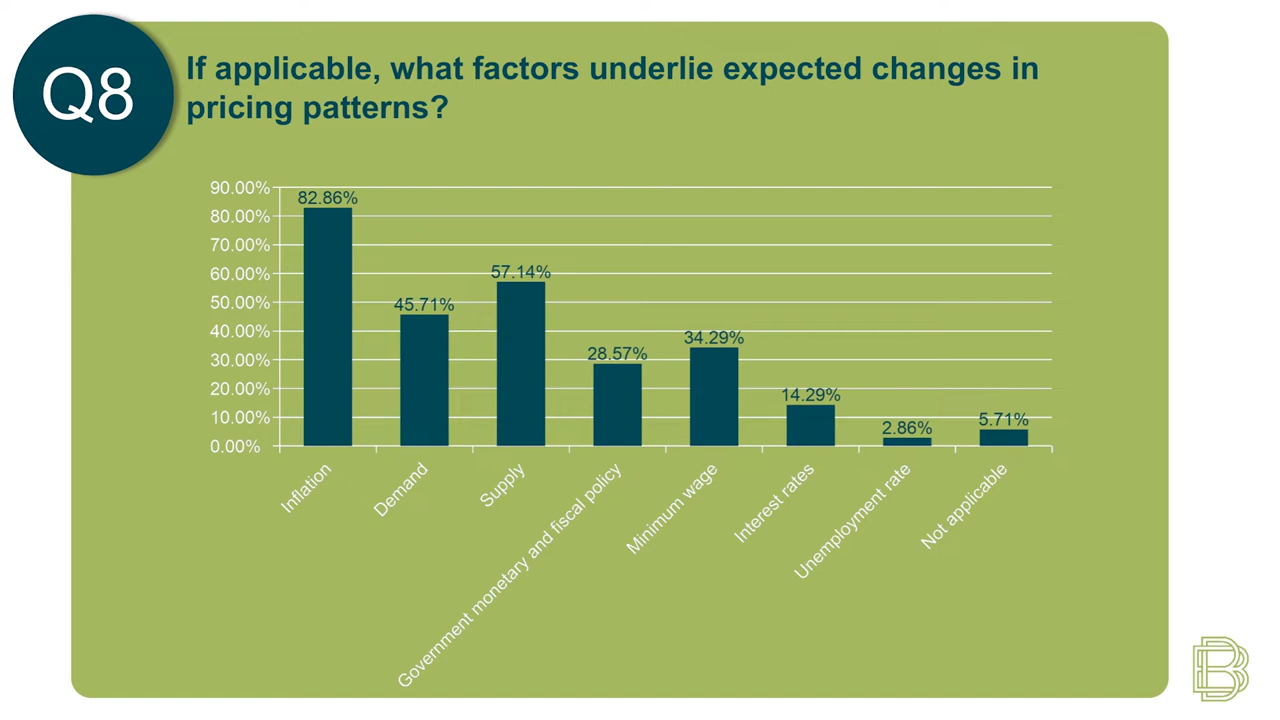 Q8
If applicable, what factors underlie expected changes in
pricing patterns?
90.00%
80.00%
70.00%
60.00%
50.00%
40.00%
30.00%
20.00%
10.00%
0.00%
82.86%
45.71%
57.14%
28.57%
34.29%
14.29%
2.86%
5.71%
Inflation
Demand
Supply
Government monetary and fiscal policy
Minimum wage
Interest rates
Unemployment rate
Not applicable